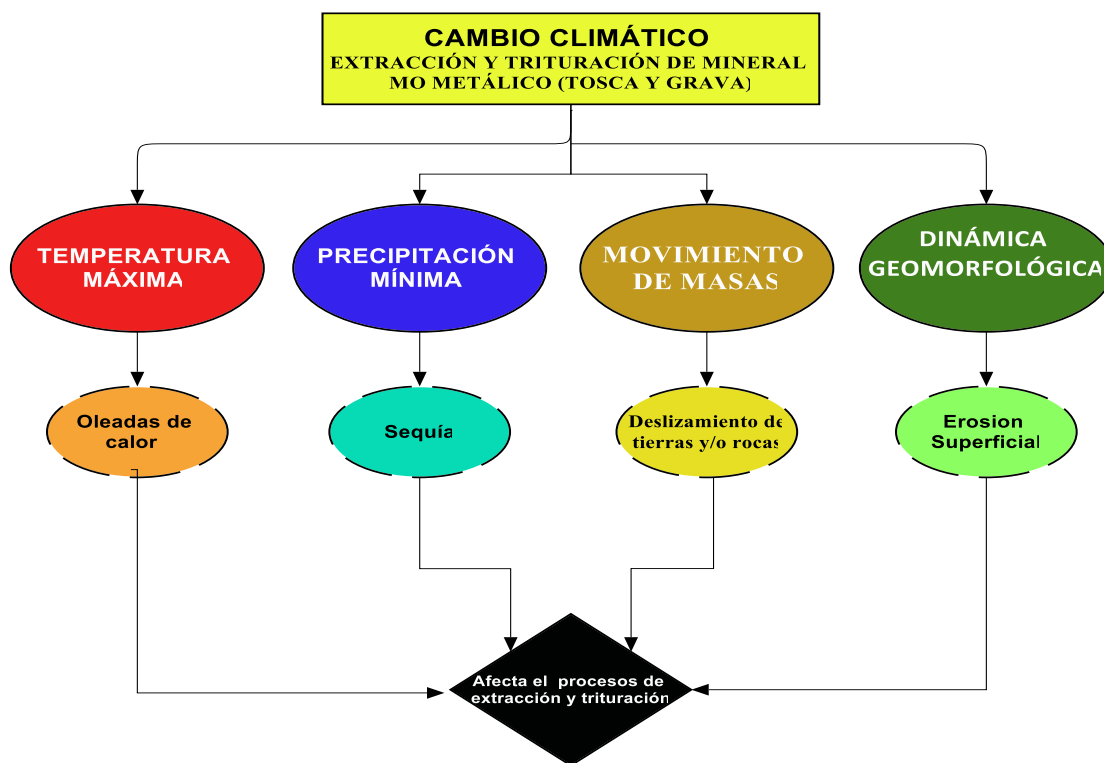 CAMBIO CLIMÁTICO
EXTRACCIÓN Y TRITURACIÓN DE MINERAL
MO METÁLICO (TOSCA Y GRAVA)
TEMPERATURA
MÁXIMA
PRECIPITACIÓN
MÍNIMA
MOVIMIENTO
DE MASAS
DINÁMICA
GEOMORFOLÓGICA
Oleadas de
calor
Sequía
Deslizamiento de
tierras y/o rocas
Erosion
Superficial
Afecta el procesos de
extracción y trituración